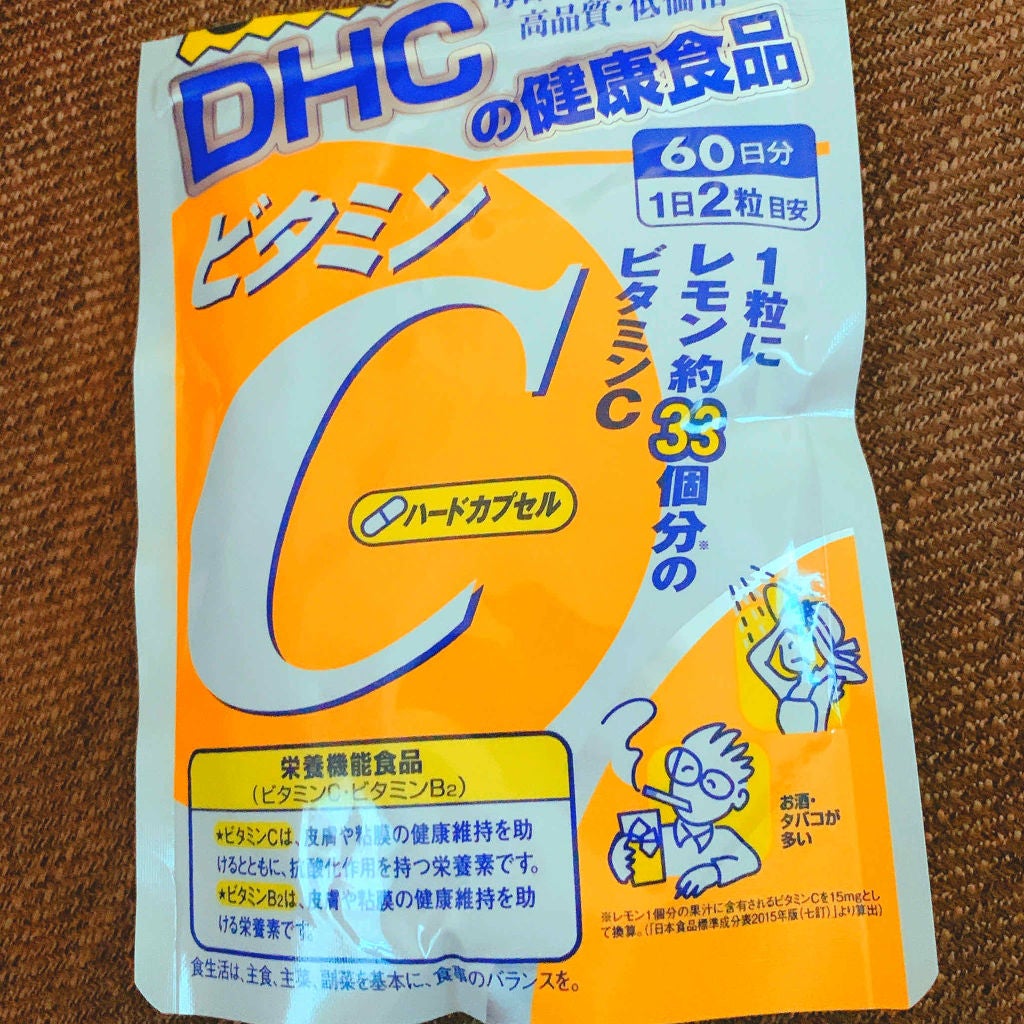 高品質・低価格
DHC
の健康食品
60日分
1日2粒目安
ビタミン
C
1粒に
レモン約33個分の※
ビタミンC
ハードカプセル
栄養機能食品
(ビタミンC・ビタミンB2)
★ビタミンCは、皮膚や粘膜の健康維持を助
けるとともに、抗酸化作用を持つ栄養素です。
★ビタミンB2は、皮膚や粘膜の健康維持を助
ける栄養素です。
お酒・
タバコが
多い
※レモン1個分の果汁に含有されるビタミンCを15mgとし
て換算。(「日本食品標準成分表2015年版(七訂)」より算出)
食生活は、主食、主菜、副菜を基本に、食事のバランスを。